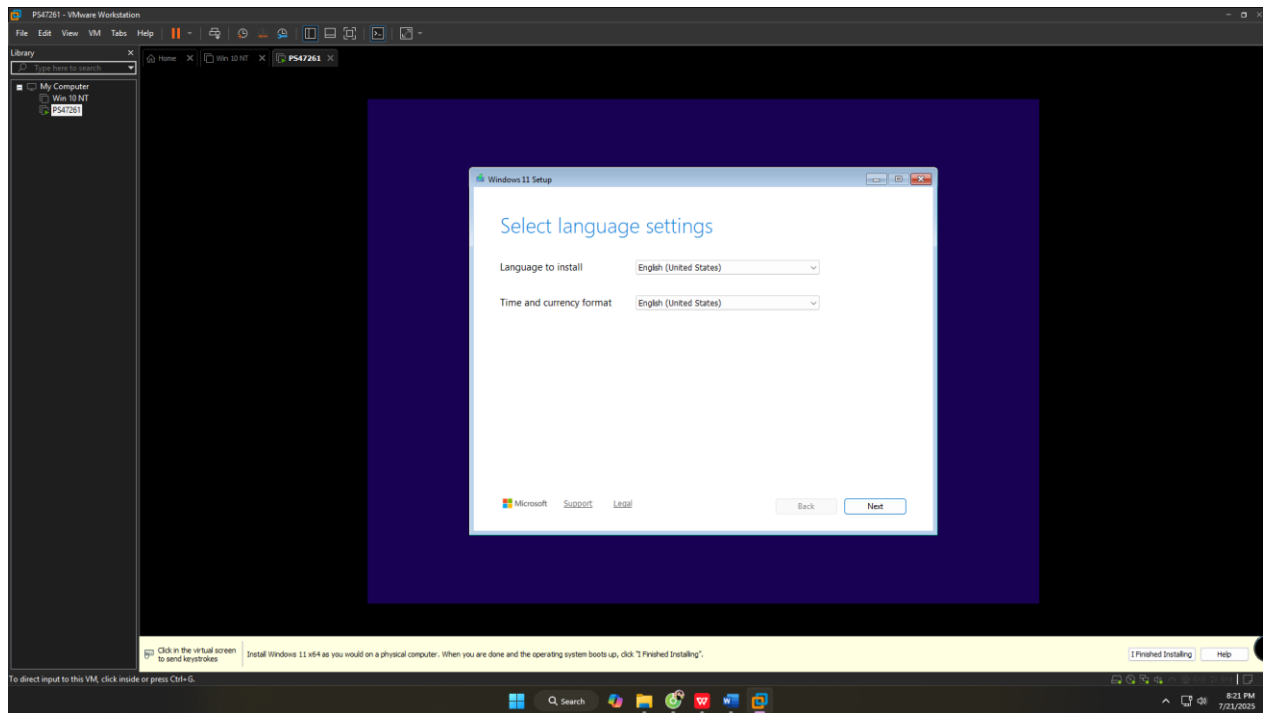 PS47261 - VMware Workstation
File Edit View VM Tabs Help
Library
Type here to search
Home
Win 10 NT
PS47261
My Computer
Win 10 NT
PS47261
Windows 11 Setup
Select language settings
Language to install English (United States)
Time and currency format English (United States)
Microsoft Support Legal
Back Next
Click in the virtual screen
to send keystrokes
Install Windows 11 x64 as you would on a physical computer. When you are done and the operating system boots up, click "I Finished Installing".
I Finished Installing Help
To direct input to this VM, click inside or press Ctrl+G.
Search
8:21 PM
7/21/2025